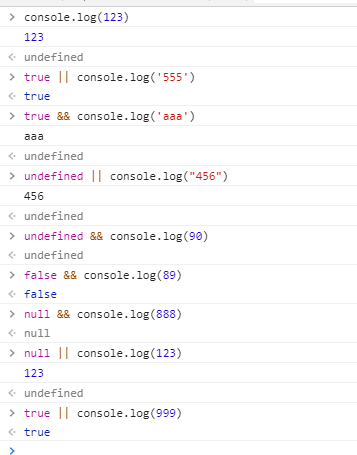 > console.log(123)
123
<· undefined
> true || console.log('555')
<· true
> true && console.log('aaa')
aaa
<· undefined
> undefined || console.log("456")
456
<· undefined
> undefined && console.log(90)
<· undefined
> false && console.log(89)
<· false
> null && console.log(888)
<· null
> null || console.log(123)
123
<· undefined
> true || console.log(999)
<· true
>